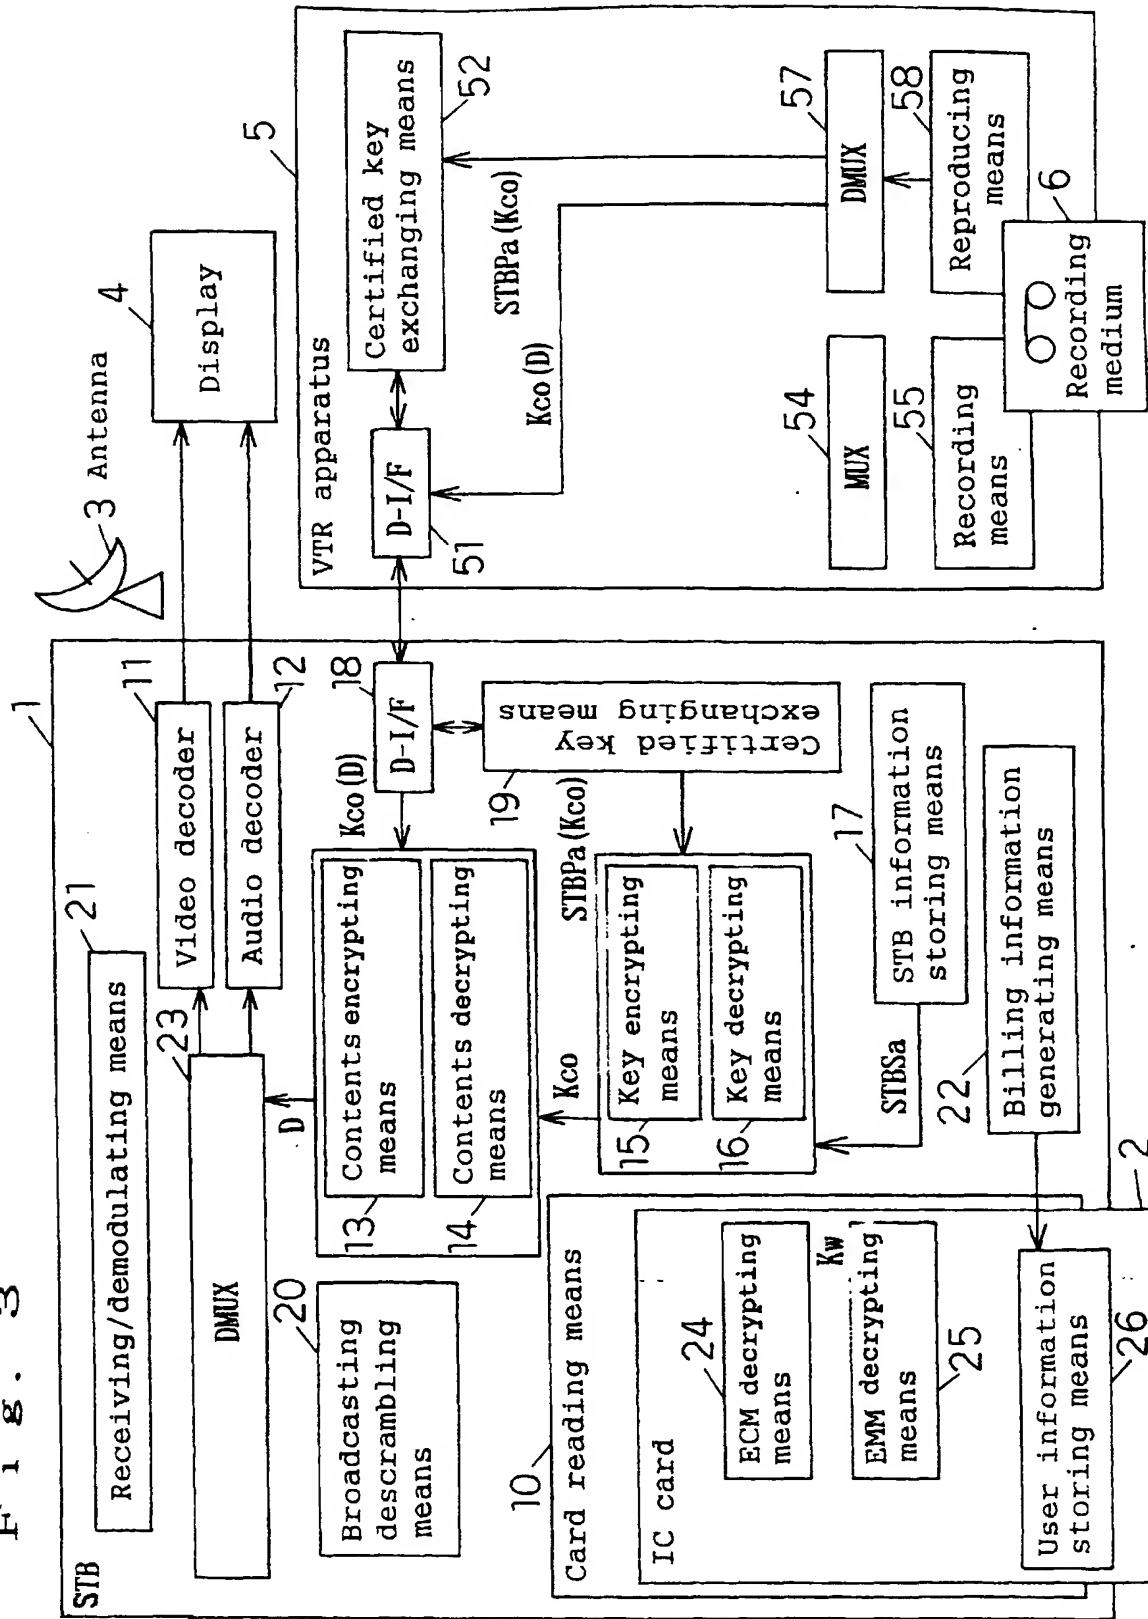 Fig. 3
STB
1
Receiving/demodulating means
21
DMUX
23
Video decoder
11
Audio decoder
12
3
Antenna
4
Display
20
Broadcasting
descrambling
means
D
Contents encrypting
means
13
Contents decrypting
means
14
Kco(D)
18
D-I/F
Certified key
exchanging means
19
STBPa(Kco)
Kco
Key encrypting
means
15
Key decrypting
means
16
STBSa
17
STB information
storing means
22
Billing information
generating means
10
Card reading means
2
IC card
24
ECM decrypting
means
Kw
EMM decrypting
means
25
User information
storing means
26
5
VTR apparatus
D-I/F
51
Certified key
exchanging means
52
STBPa(Kco)
Kco(D)
54
MUX
55
Recording
means
57
DMUX
58
Reproducing
means
6
Recording
medium